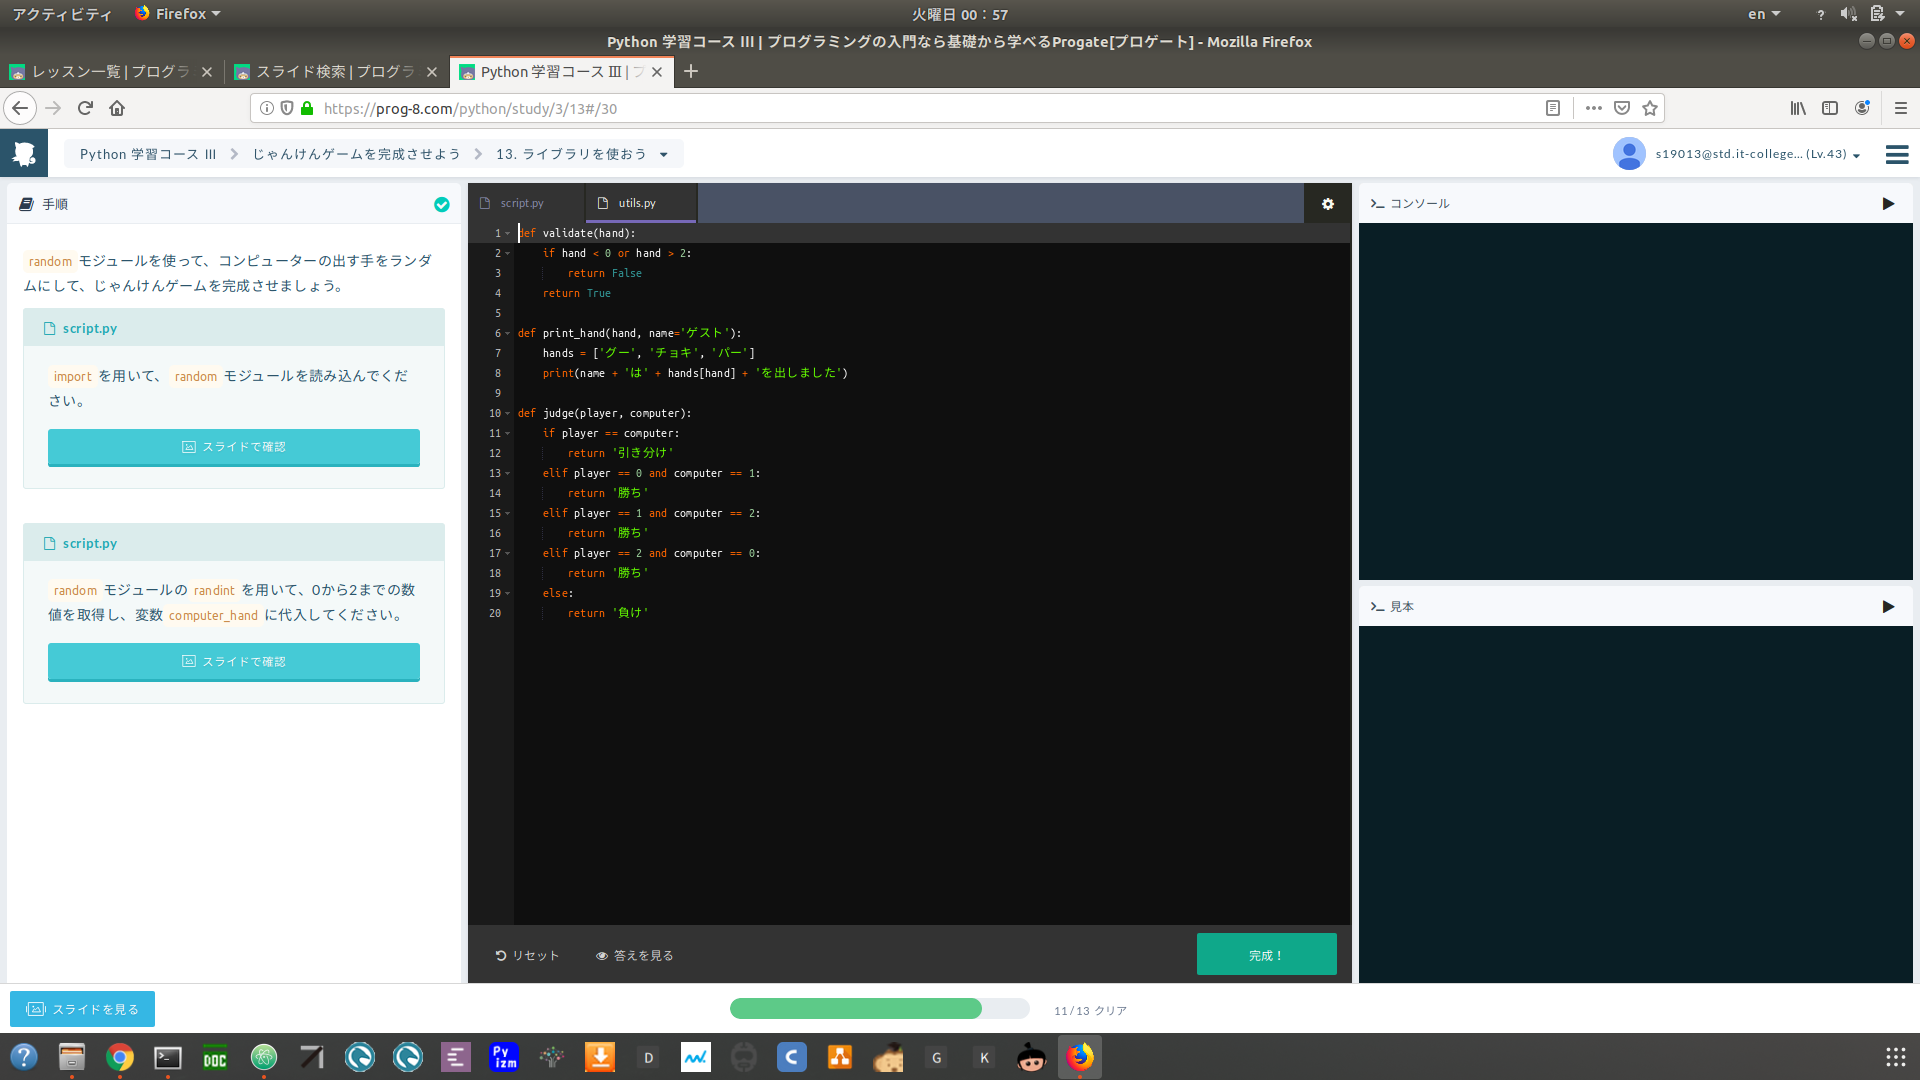 アクティビティ
Firefox
火曜日 00：57
en
Python 学習コース III | プログラミングの入門なら基礎から学べるProgate[プロゲート] - Mozilla Firefox
レッスン一覧 | プログラ
スライド検索 | プログラ
Python 学習コース III | プ
https://prog-8.com/python/study/3/13#/30
Python 学習コース III
じゃんけんゲームを完成させよう
13. ライブラリを使おう
s19013@std.it-college... (Lv.43)
手順
random モジュールを使って、コンピューターの出す手をランダ
ムにして、じゃんけんゲームを完成させましょう。
script.py
import を用いて、 random モジュールを読み込んでくだ
さい。
スライドで確認
script.py
random モジュールの randint を用いて、0から2までの数
値を取得し、変数 computer_hand に代入してください。
スライドで確認
script.py
utils.py
1 def validate(hand):
2 if hand < 0 or hand > 2:
3 return False
4 return True
5
6 def print_hand(hand, name='ゲスト'):
7 hands = ['グー', 'チョキ', 'パー']
8 print(name + 'は' + hands[hand] + 'を出しました')
9
10 def judge(player, computer):
11 if player == computer:
12 return '引き分け'
13 elif player == 0 and computer == 1:
14 return '勝ち'
15 elif player == 1 and computer == 2:
16 return '勝ち'
17 elif player == 2 and computer == 0:
18 return '勝ち'
19 else:
20 return '負け'
リセット
答えを見る
完成！
コンソール
見本
スライドを見る
11 / 13 クリア
DOC
Py
izm
D
C
G
K